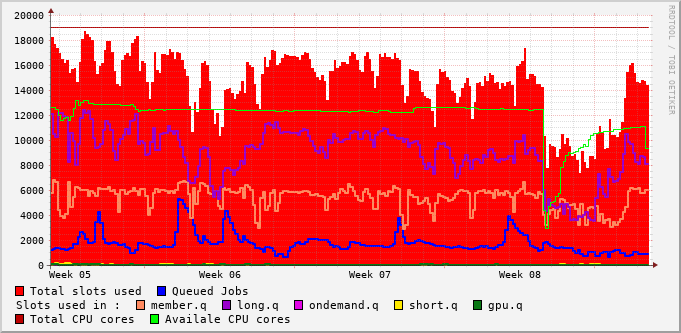 RRDTOOL / TOBI OETIKER
20000
18000
16000
14000
12000
10000
8000
6000
4000
2000
0
Week 05 Week 06 Week 07 Week 08
Total slots used Queued Jobs
Slots used in : member.q long.q ondemand.q short.q gpu.q
Total CPU cores Availale CPU cores